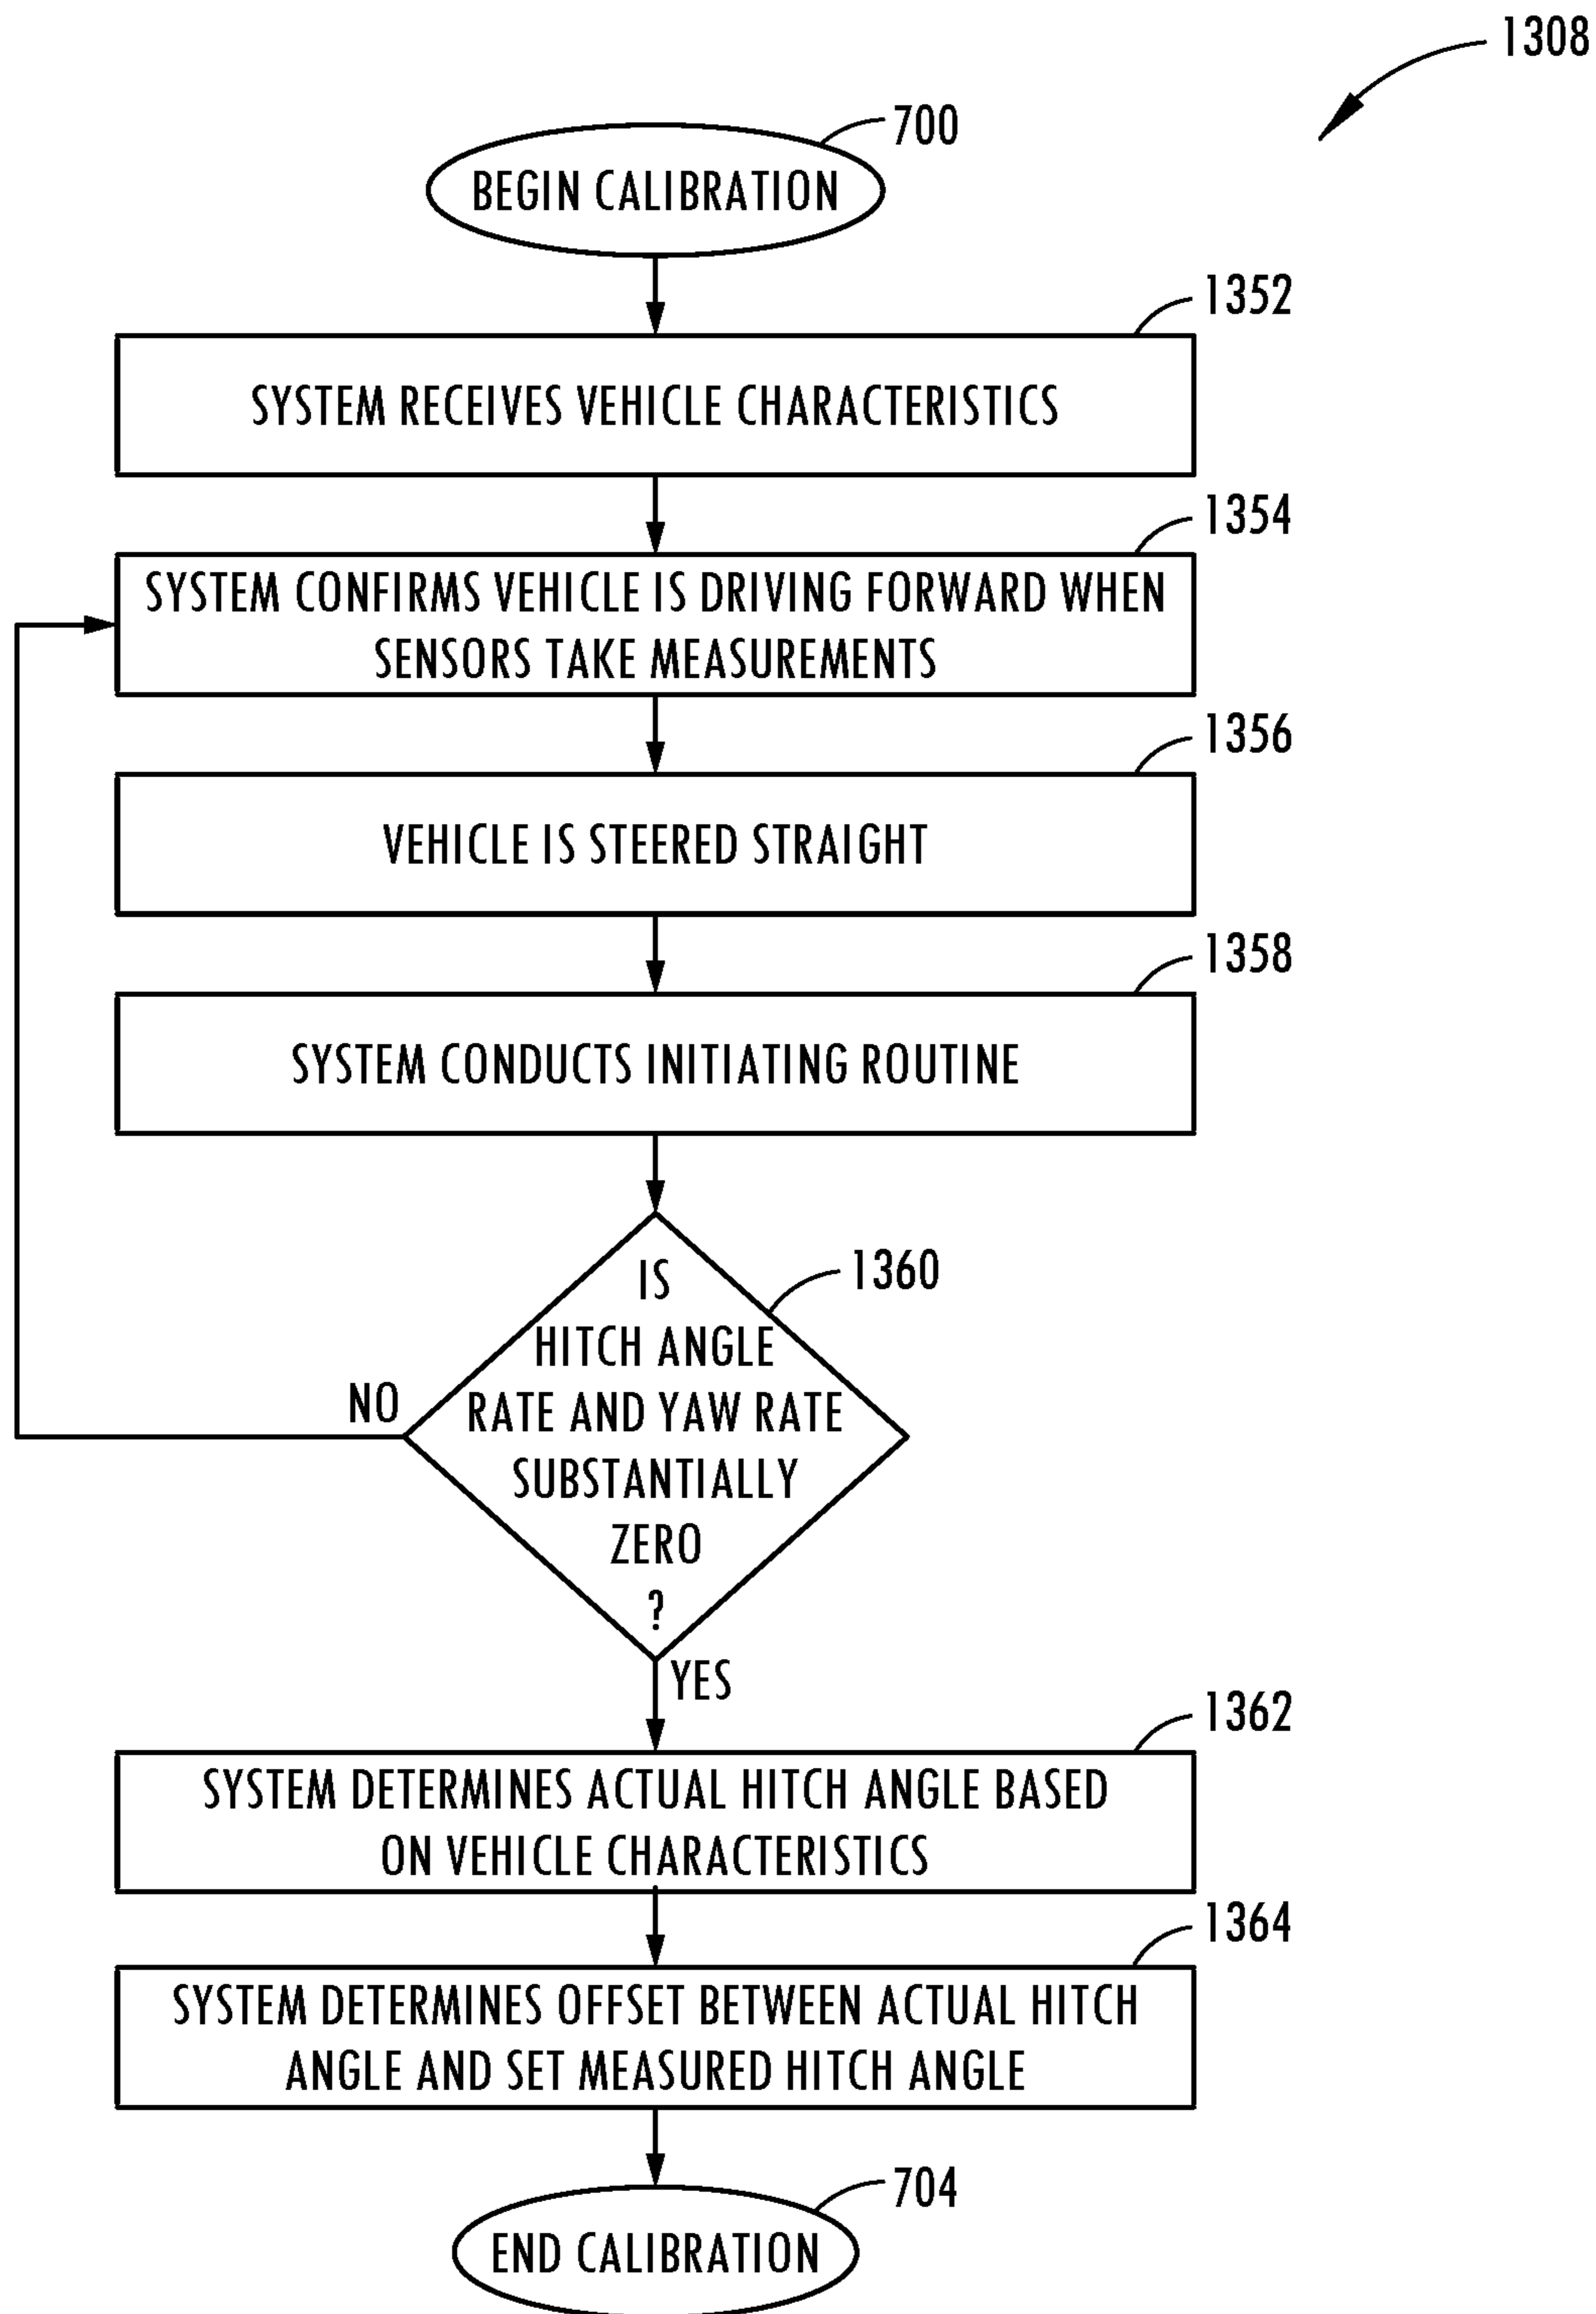 1308
700
BEGIN CALIBRATION
1352
SYSTEM RECEIVES VEHICLE CHARACTERISTICS
1354
SYSTEM CONFIRMS VEHICLE IS DRIVING FORWARD WHEN
SENSORS TAKE MEASUREMENTS
1356
VEHICLE IS STEERED STRAIGHT
1358
SYSTEM CONDUCTS INITIATING ROUTINE
1360
IS
HITCH ANGLE
RATE AND YAW RATE
SUBSTANTIALLY
ZERO
?
NO
YES
1362
SYSTEM DETERMINES ACTUAL HITCH ANGLE BASED
ON VEHICLE CHARACTERISTICS
1364
SYSTEM DETERMINES OFFSET BETWEEN ACTUAL HITCH
ANGLE AND SET MEASURED HITCH ANGLE
704
END CALIBRATION